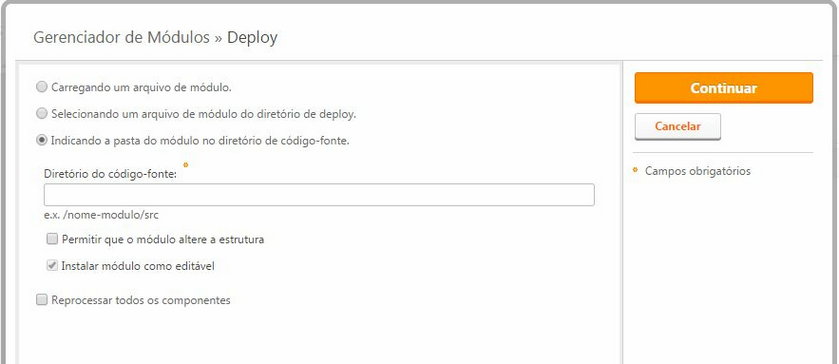 Gerenciador de Módulos » Deploy
Carregando um arquivo de módulo.
Selecionando um arquivo de módulo do diretório de deploy.
Indicando a pasta do módulo no diretório de código-fonte.
Diretório do código-fonte: *
e.x. /nome-modulo/src
Permitir que o módulo altere a estrutura
Instalar módulo como editável
Reprocessar todos os componentes
Continuar
Cancelar
* Campos obrigatórios